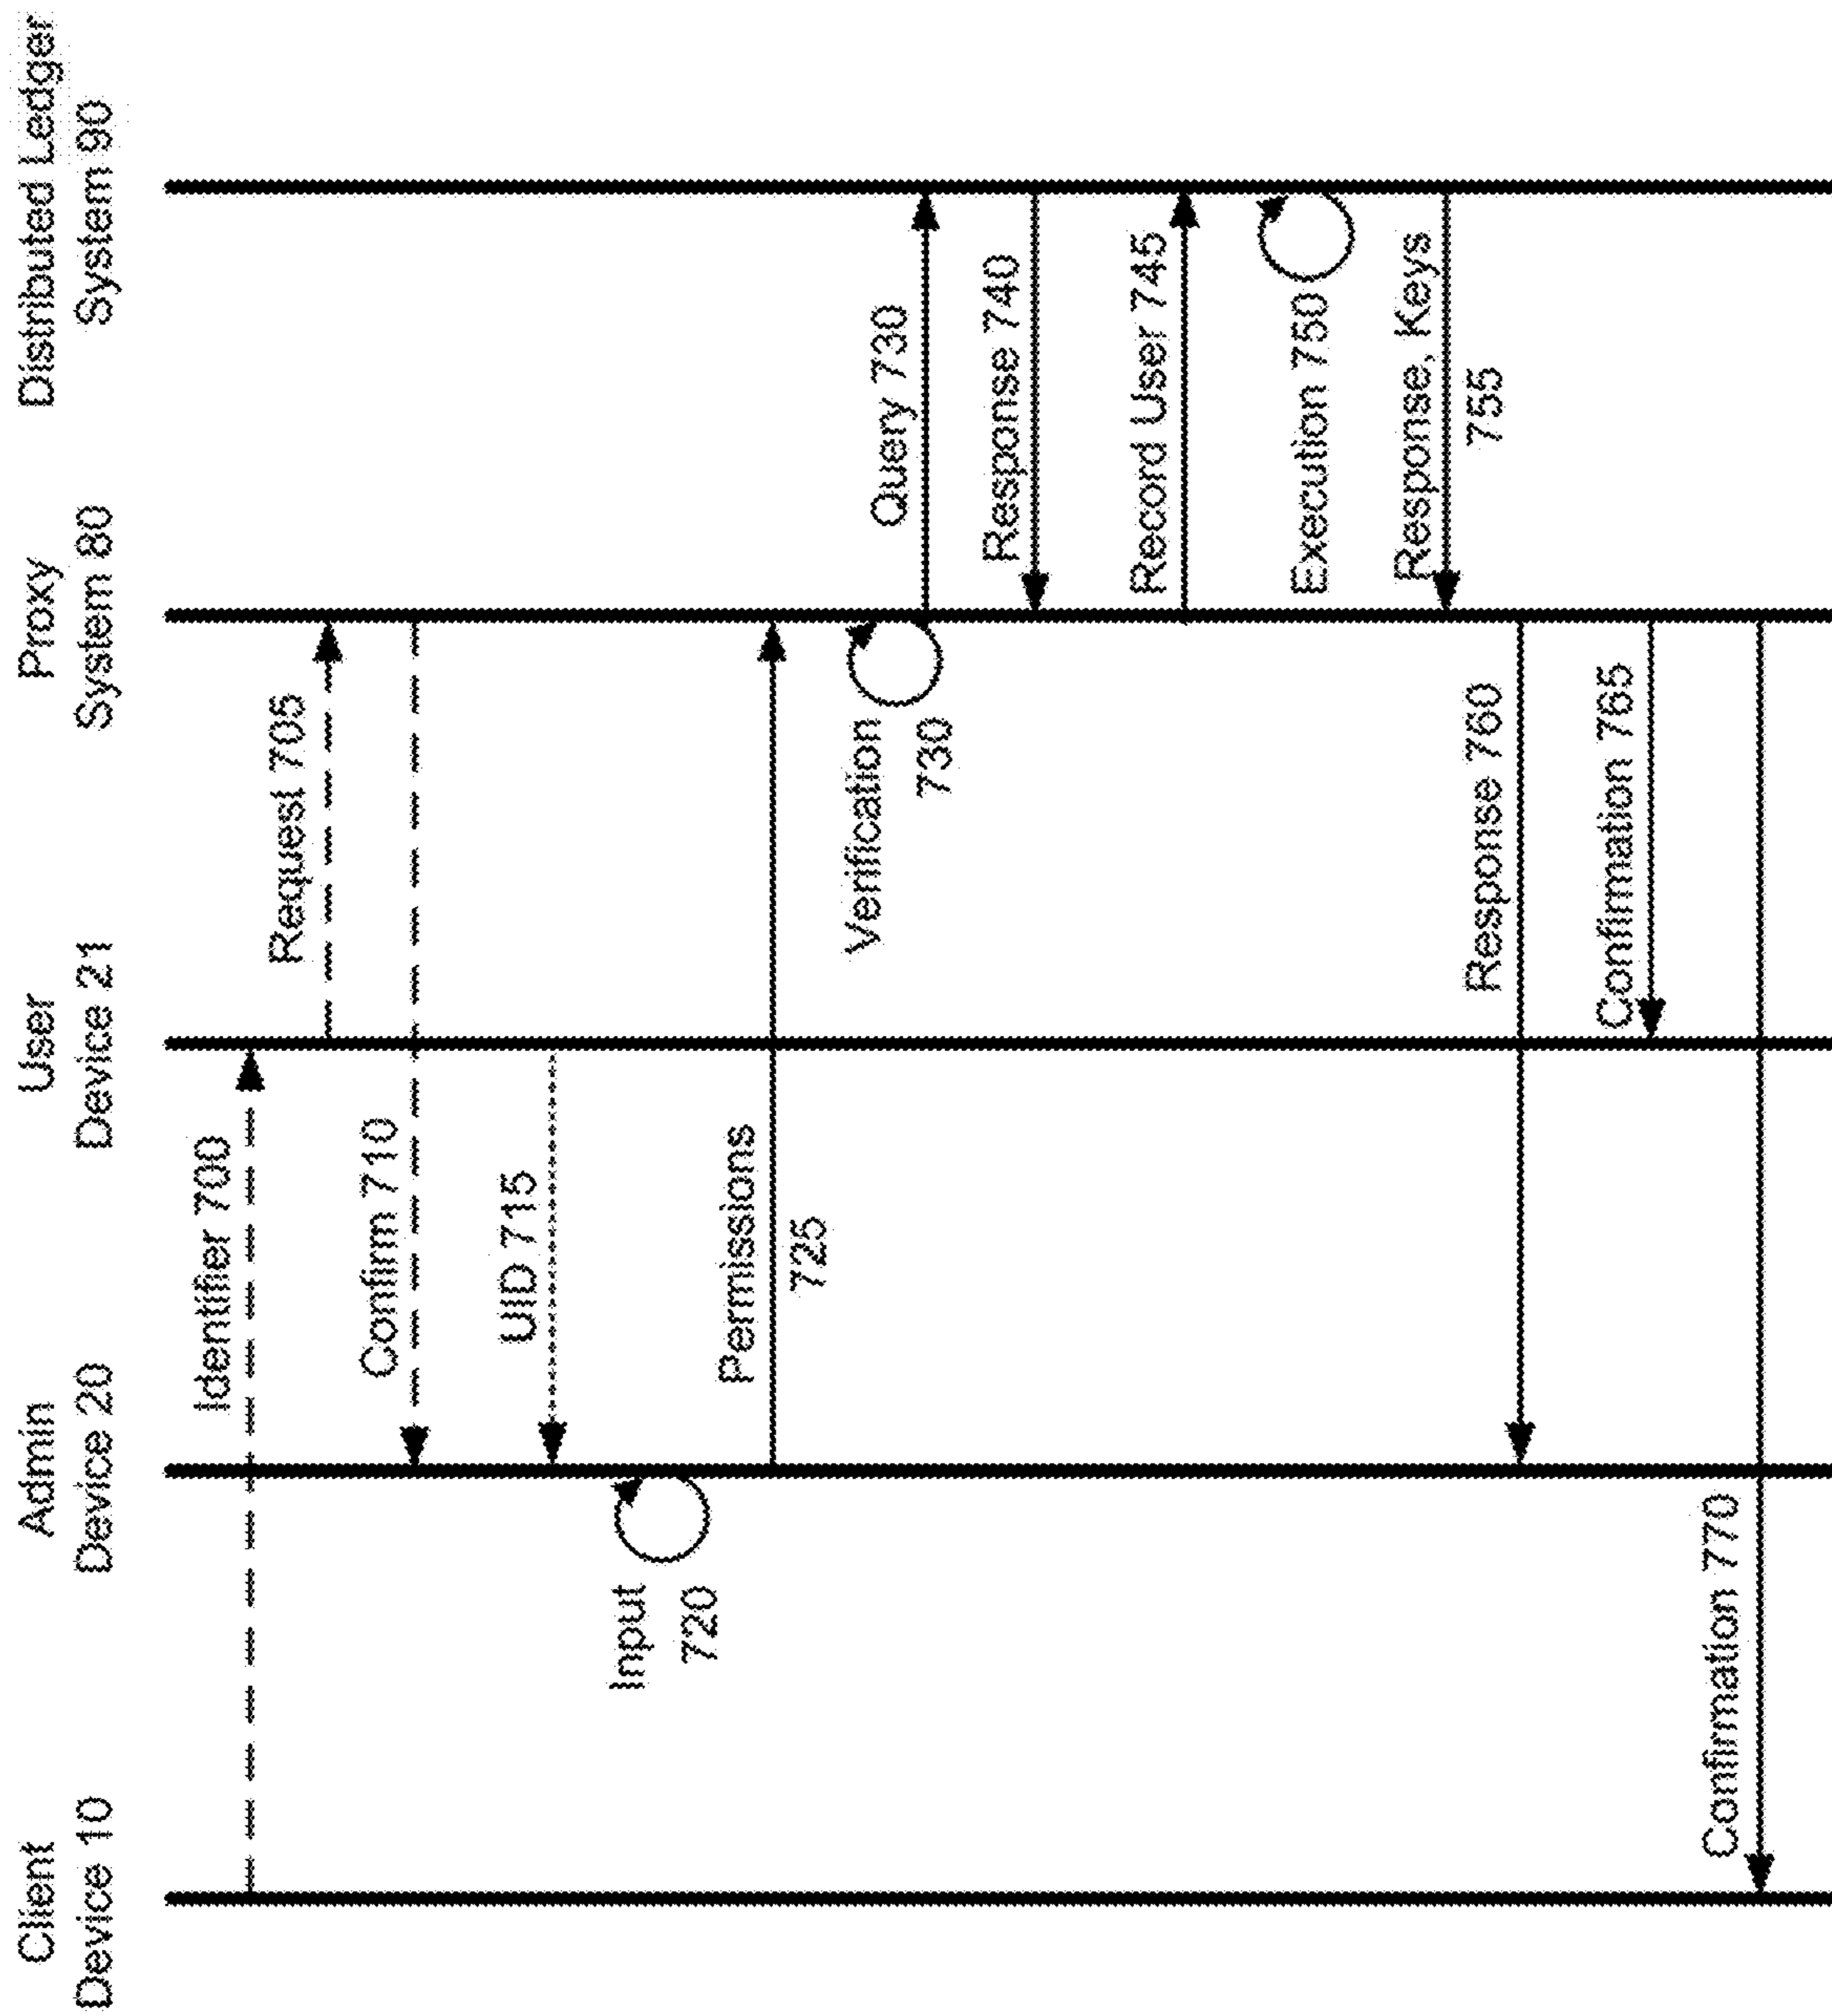 Client
Device 10
Admin
Device 20
User
Device 21
Proxy
System 80
Distributed Ledger
System 90
Identifier 700
Request 705
Confirm 710
UID 715
Input
720
Permissions
725
Verification
730
Query 730
Response 740
Record User 745
Execution 750
Response, Keys
755
Response 760
Confirmation 765
Confirmation 770